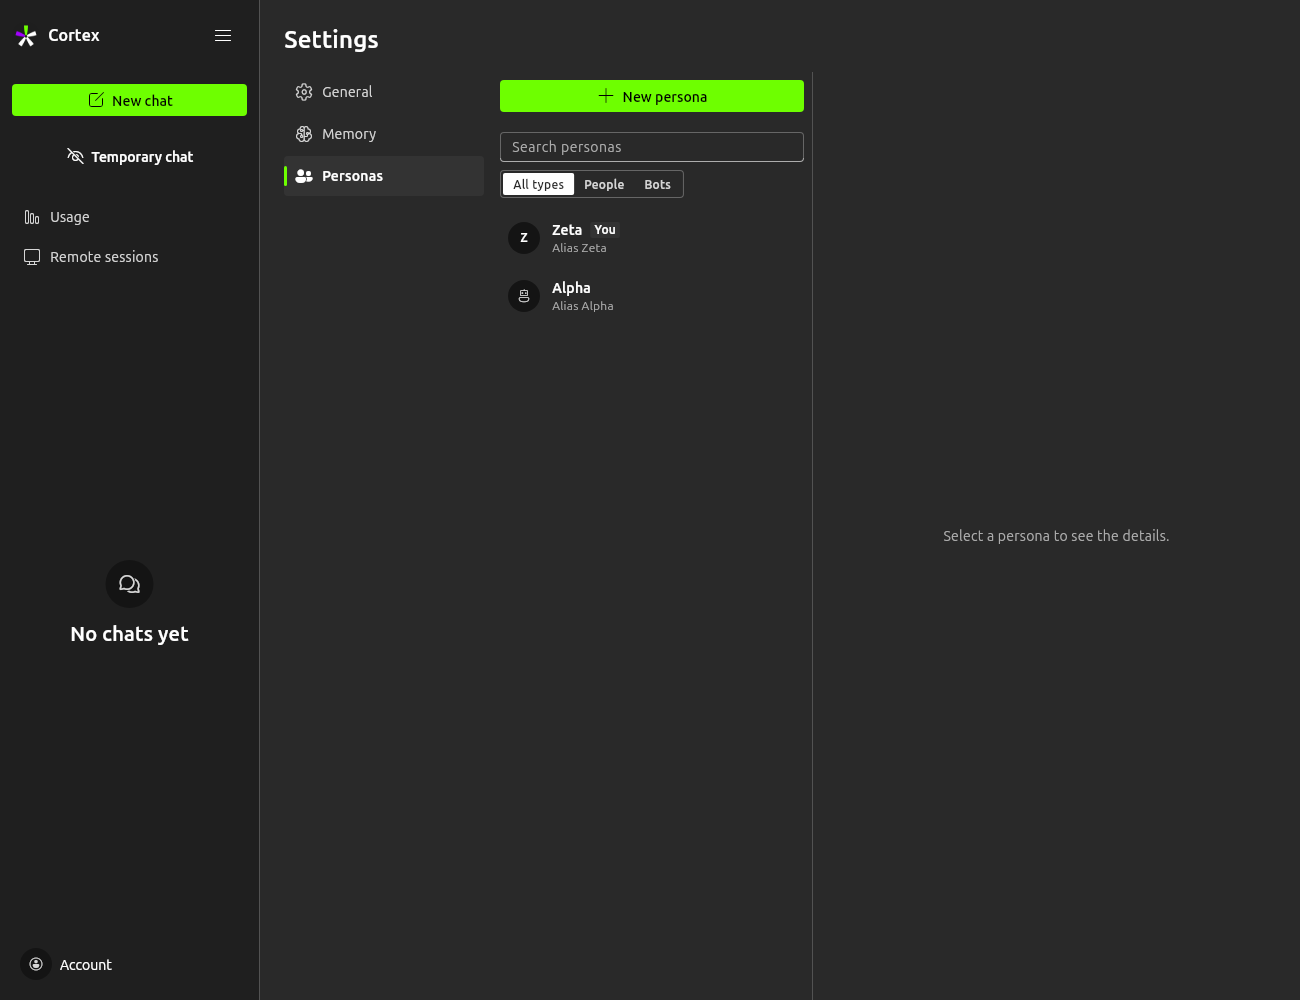 Cortex
New chat
Temporary chat
Usage
Remote sessions
No chats yet
Account
Settings
General
Memory
Personas
New persona
Search personas
All types People Bots
Z
Zeta You
Alias Zeta
Alpha
Alias Alpha
Select a persona to see the details.